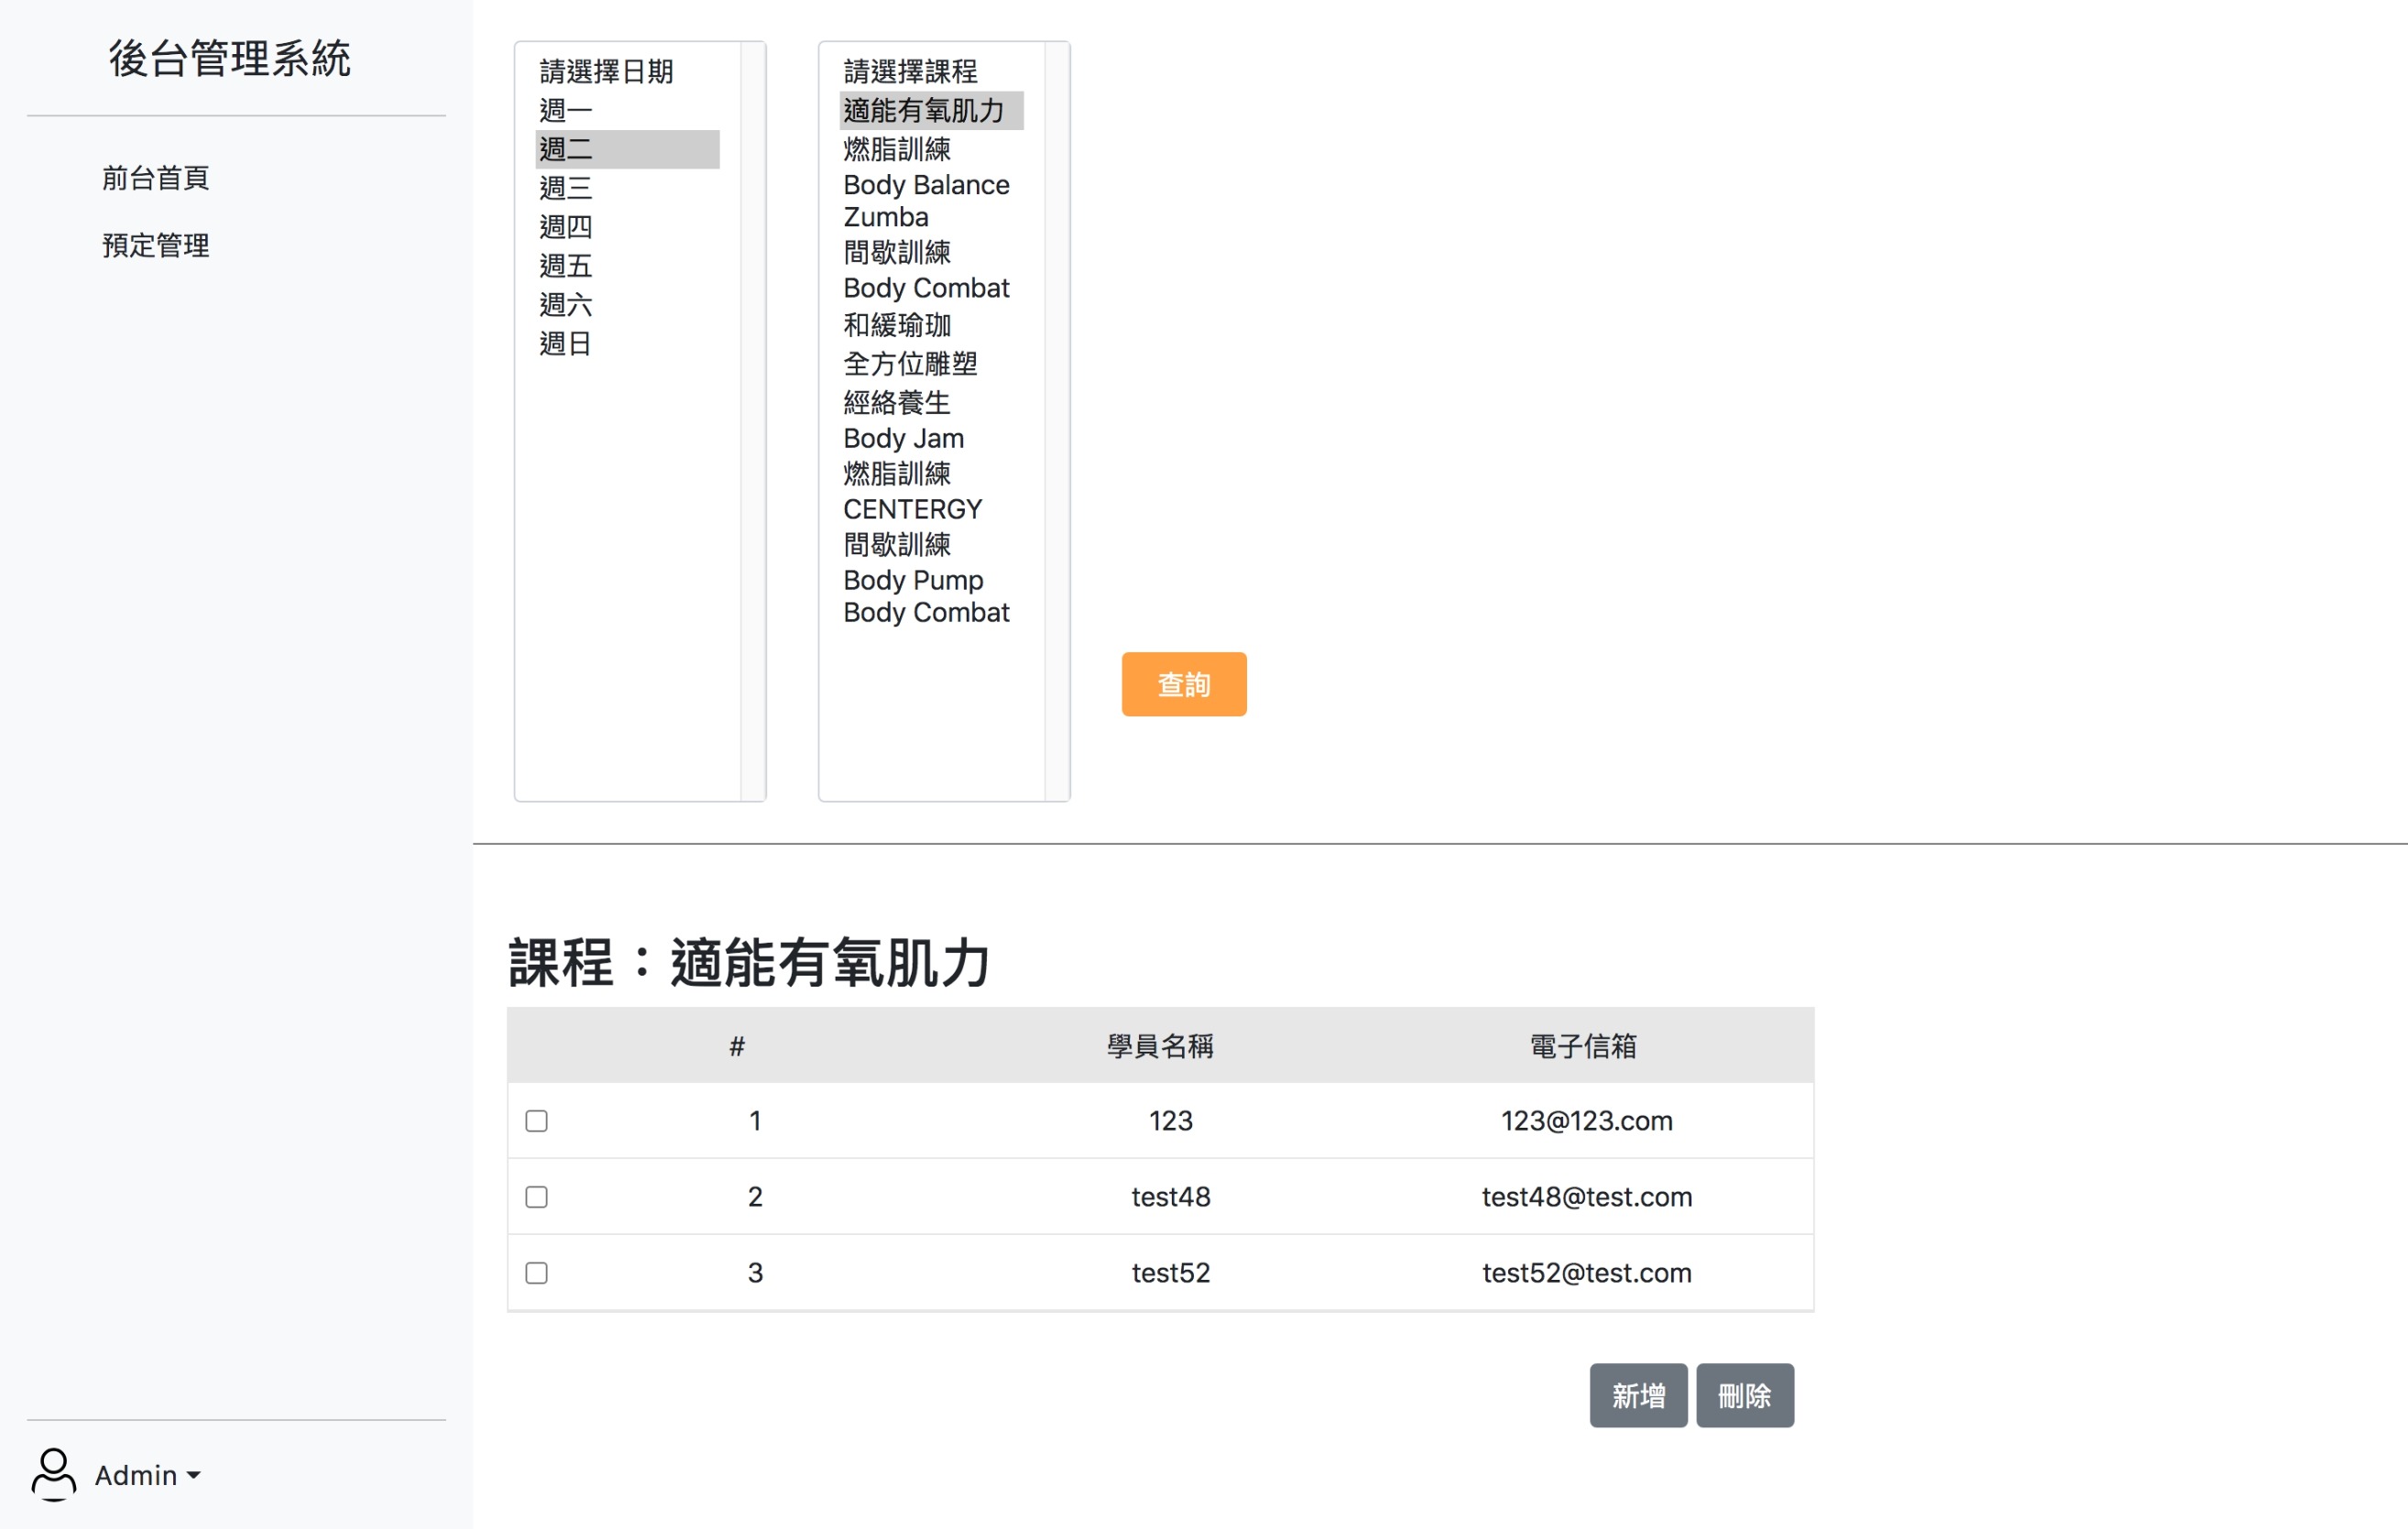 後台管理系統
前台首頁
預定管理
Admin
請選擇日期
週一
週二
週三
週四
週五
週六
週日
請選擇課程
適能有氧肌力
燃脂訓練
Body Balance
Zumba
間歇訓練
Body Combat
和緩瑜珈
全方位雕塑
經絡養生
Body Jam
燃脂訓練
CENTERGY
間歇訓練
Body Pump
Body Combat
查詢
課程：適能有氧肌力
# 學員名稱 電子信箱
1 123 123@123.com
2 test48 test48@test.com
3 test52 test52@test.com
新增 刪除